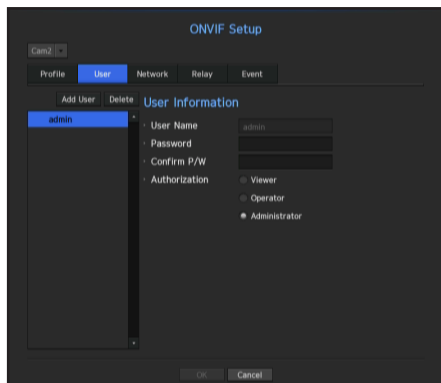 ONVIF Setup
Cam2
Profile User Network Relay Event
Add User Delete User Information
admin
User Name admin
Password
Confirm P/W
Authorization Viewer
Operator
Administrator
OK Cancel